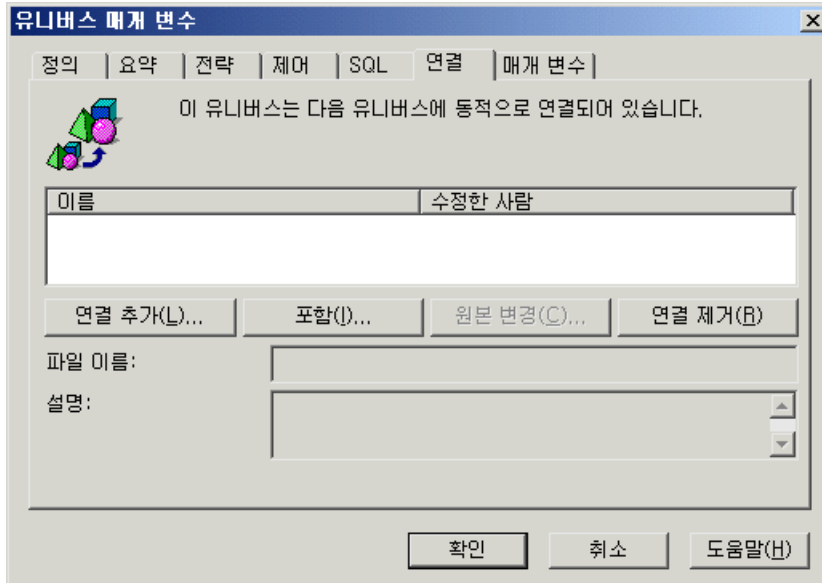 유니버스 매개 변수
정의 요약 전략 제어 SQL 연결 매개 변수
이 유니버스는 다음 유니버스에 동적으로 연결되어 있습니다.
이름 수정한 사람
연결 추가(L)... 포함(I)... 원본 변경(C)... 연결 제거(R)
파일 이름:
설명:
확인 취소 도움말(H)